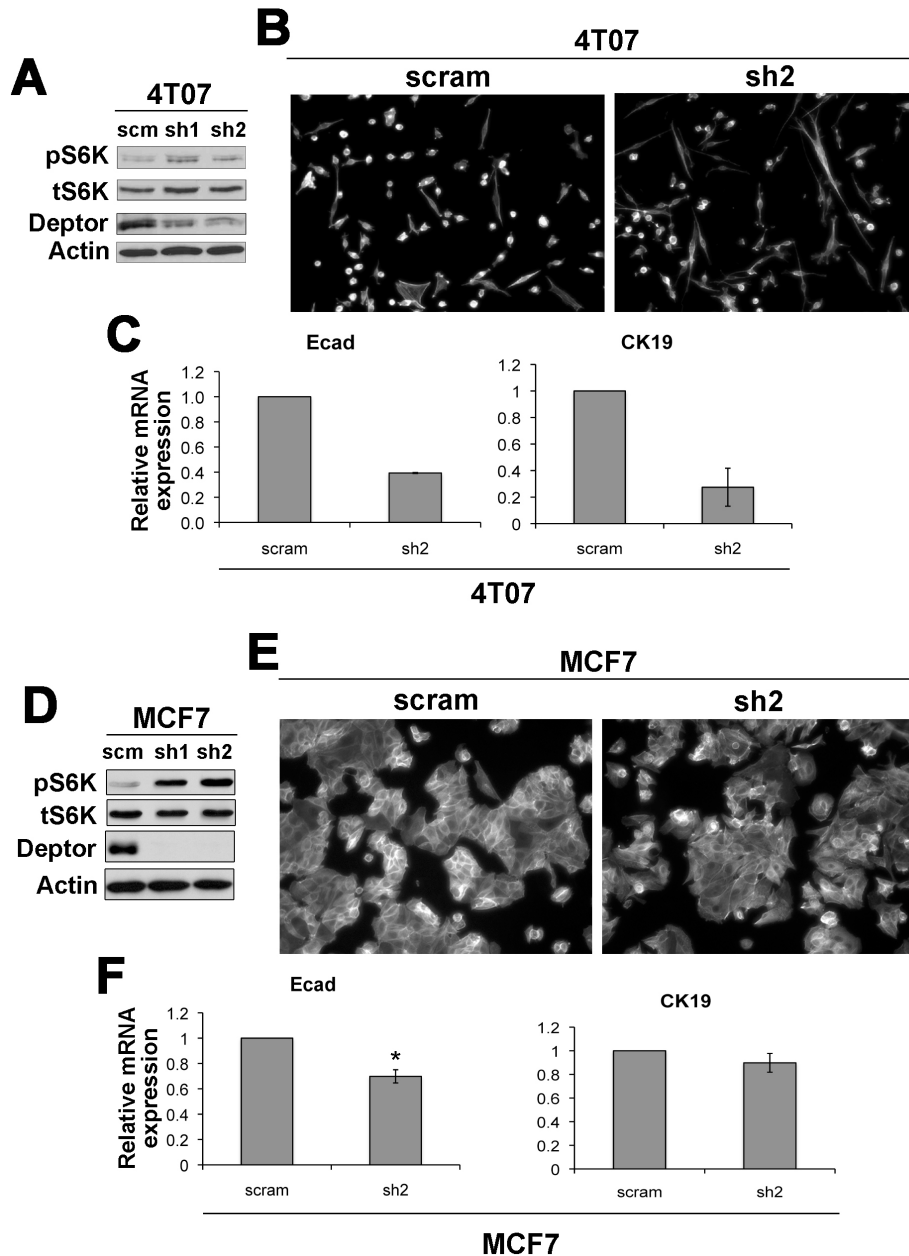 A
4T07
scm sh1 sh2
pS6K
tS6K
Deptor
Actin
B
4T07
scram
sh2
C
Ecad
Relative mRNA
expression
1.2
1.0
0.8
0.6
0.4
0.2
0.0
scram
sh2
CK19
1.2
1
0.8
0.6
0.4
0.2
0
scram
sh2
4T07
D
MCF7
scm sh1 sh2
pS6K
tS6K
Deptor
Actin
E
MCF7
scram
sh2
F
Ecad
Relative mRNA
expression
1.2
1
0.8
0.6
0.4
0.2
0
*
scram
sh2
CK19
1.2
1
0.8
0.6
0.4
0.2
0
scram
sh2
MCF7